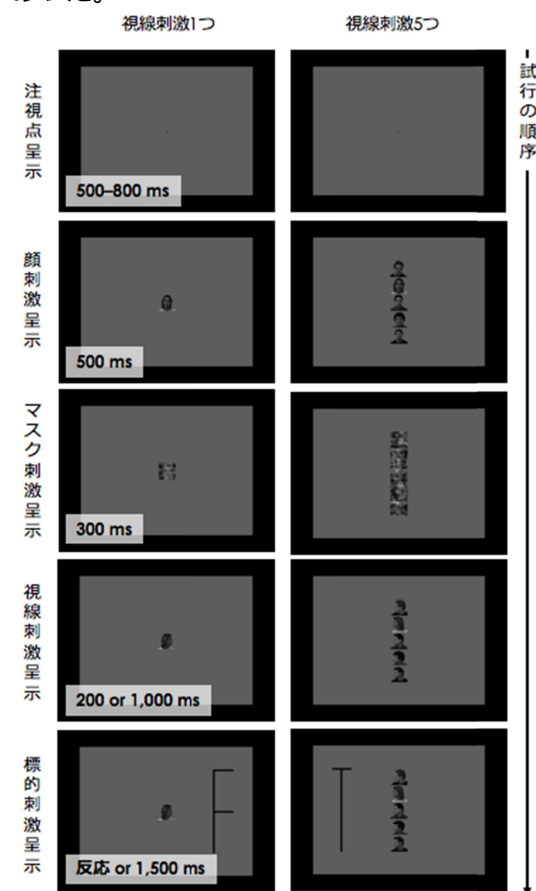 視線刺激1つ
視線刺激5つ
試行の順序
注視点呈示
500–800 ms
顔刺激呈示
500 ms
マスク刺激呈示
300 ms
視線刺激呈示
200 or 1,000 ms
標的刺激呈示
反応 or 1,500 ms